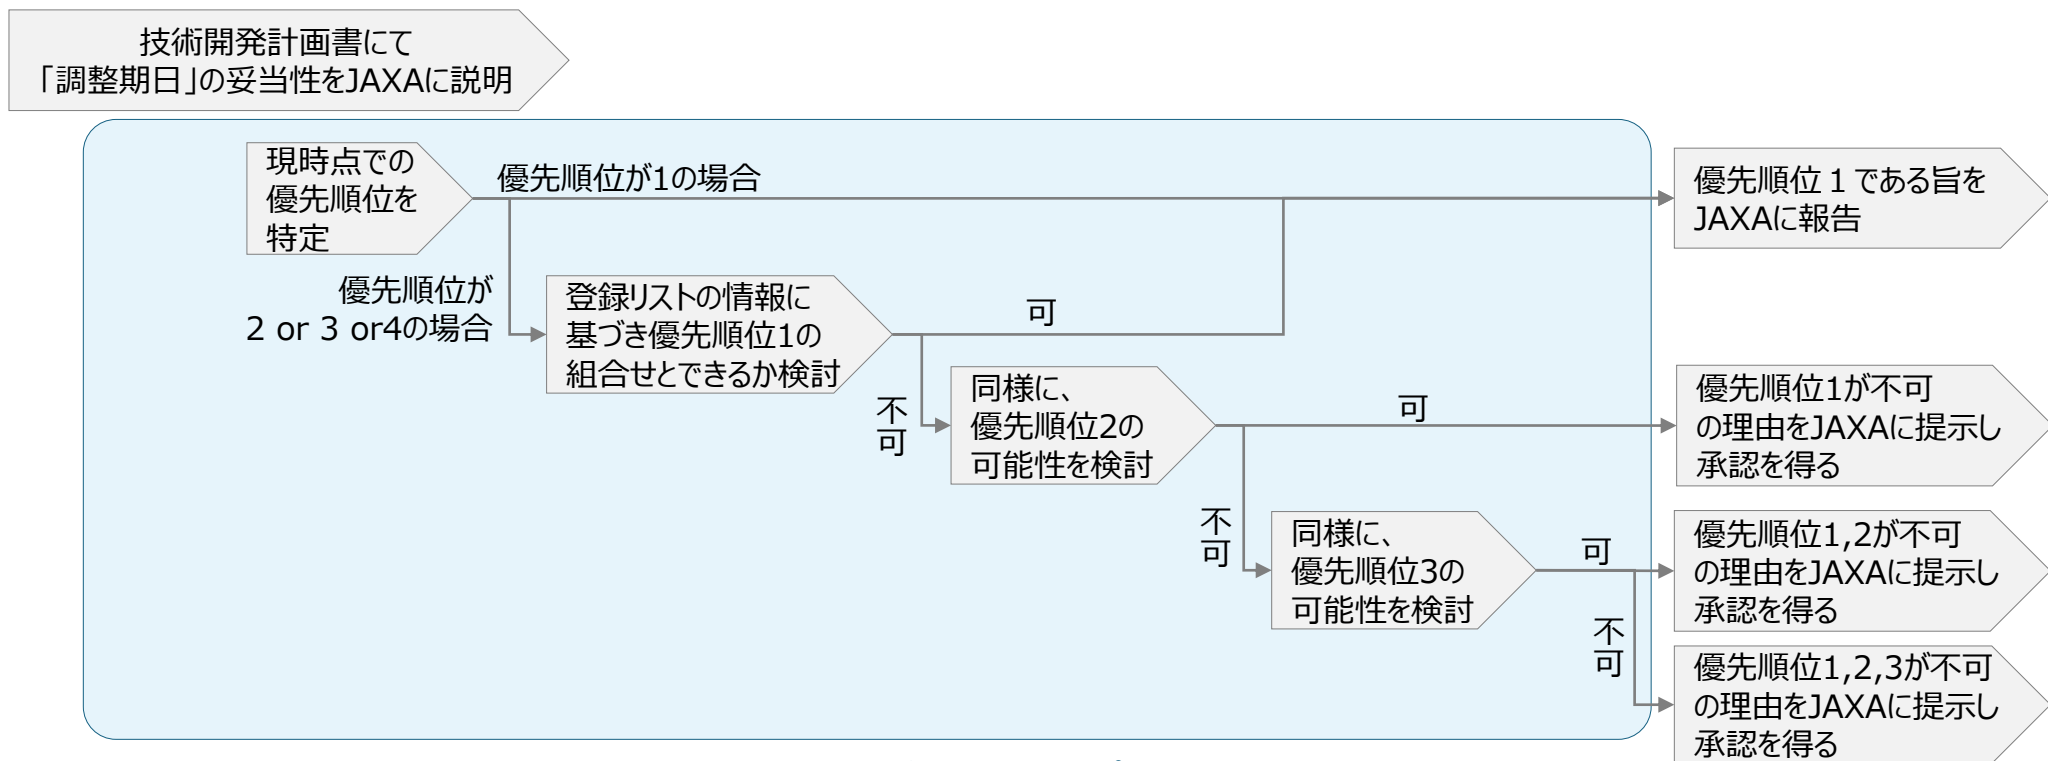 技術開発計画書にて
「調整期日」の妥当性をJAXAに説明
現時点での
優先順位を
特定
優先順位が1の場合
優先順位１である旨を
JAXAに報告
優先順位が
2 or 3 or4の場合
登録リストの情報に
基づき優先順位1の
組合せとできるか検討
可
不
可
同様に、
優先順位2の
可能性を検討
可
優先順位1が不可
の理由をJAXAに提示し
承認を得る
不
可
同様に、
優先順位3の
可能性を検討
可
優先順位1,2が不可
の理由をJAXAに提示し
承認を得る
不
可
優先順位1,2,3が不可
の理由をJAXAに提示し
承認を得る